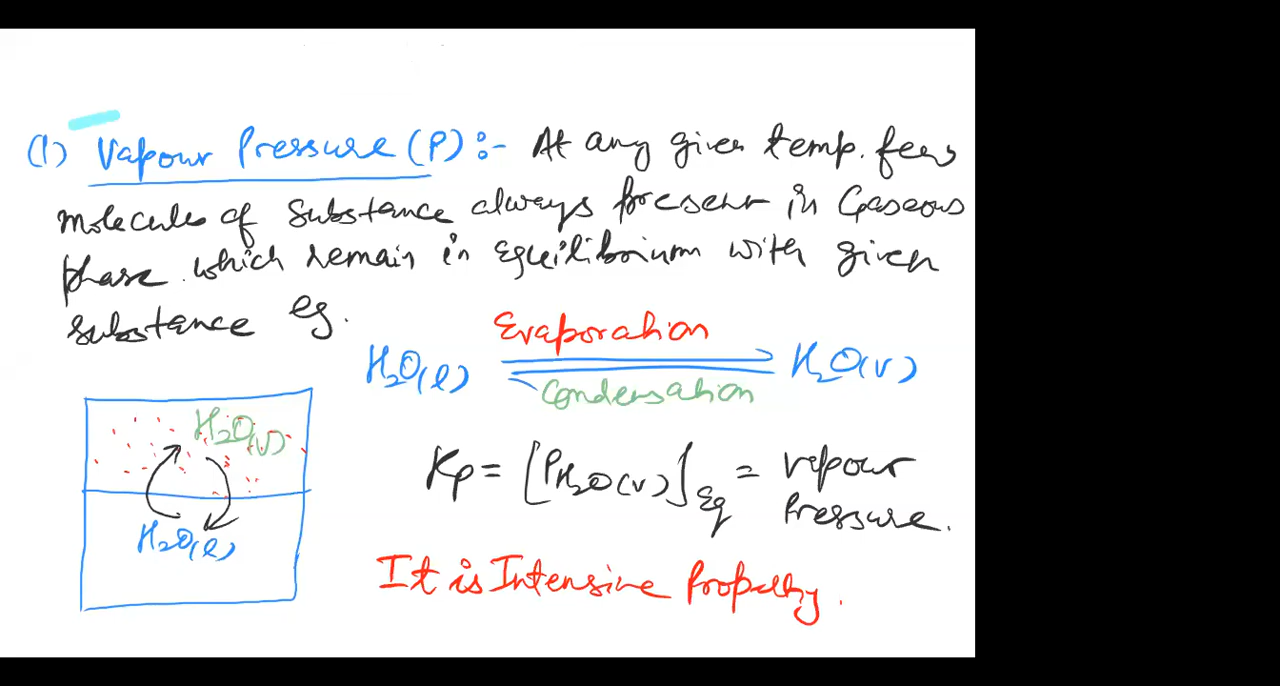 (1) Vapour Pressure (P) :- At any given temp. few
molecules of substance always present in Gaseous
phase which remain in Equilibrium with given
substance eg.
Evaporation
H₂O(l) ⇌ H₂O(v)
Condensation
H₂O(v)
Kp = [PH₂O(v)]Eq = vapour
Pressure.
H₂O(l)
It is Intensive Property.